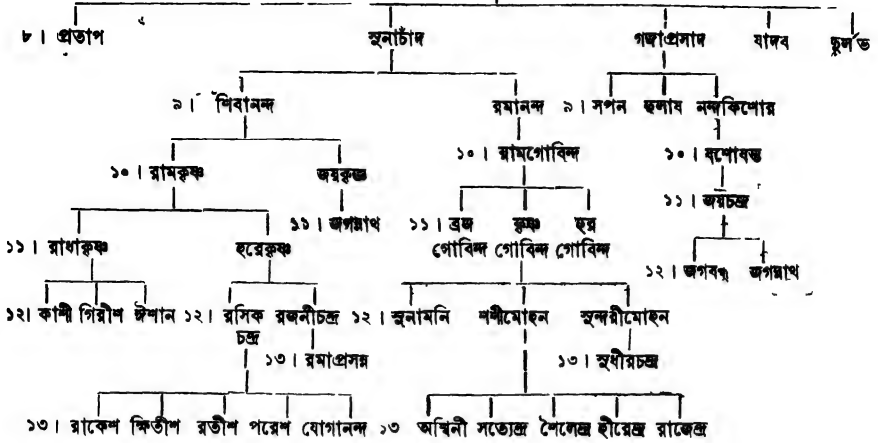 ৮। প্রতাপ সুনাচাঁদ গঙ্গাপ্রসাদ যাদব দুর্লভ
৯। শিবানন্দ রমানন্দ ৯। সপন দুলাব নন্দকিশোর
১০। রামকৃষ্ণ জয়কৃষ্ণ ১০। রামগোবিন্দ ১০। যশোবন্ত
১১। রাধাকৃষ্ণ হরেকৃষ্ণ ১১। জগন্নাথ ১১। ব্রজ কৃষ্ণ হর ১১। জয়চন্দ্র
গোবিন্দ গোবিন্দ গোবিন্দ
১২। জগবন্ধু জগন্নাথ
১২। কাশী গিরীশ ঈশান ১২। রসিক রজনীচন্দ্র ১২। সুনামনি শশীমোহন সুন্দরীমোহন
চন্দ্র
১৩। রমাপ্রসন্ন ১৩। সুধীরচন্দ্র
১৩। রাকেশ ক্ষিতীশ রতীশ পরেশ যোগানন্দ ১৩ অশ্বিনী সত্যেন্দ্র শৈলেন্দ্র হীরেন্দ্র রাজেন্দ্র